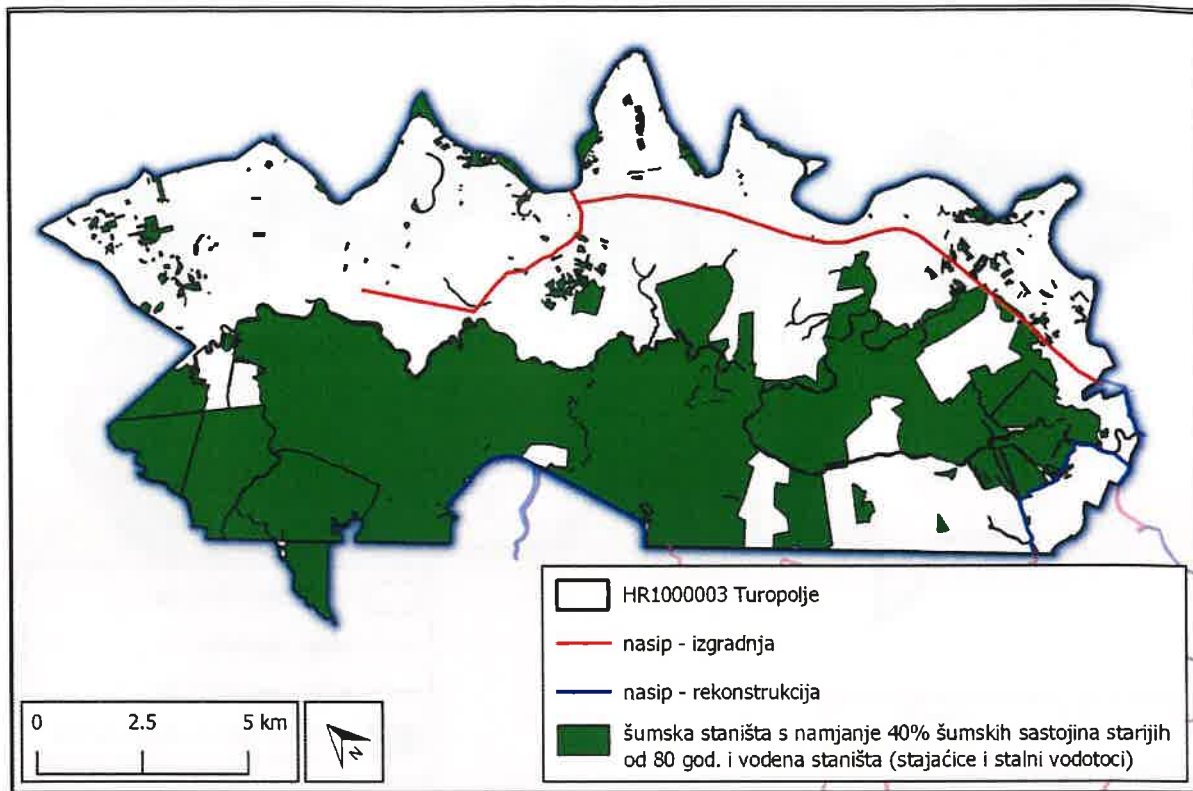 HR1000003 Turopolje
nasip - izgradnja
nasip - rekonstrukcija
šumska staništa s namjanje 40% šumskih sastojina starijih
od 80 god. i vodena staništa (stajaćice i stalni vodotoci)
0 2.5 5 km
N